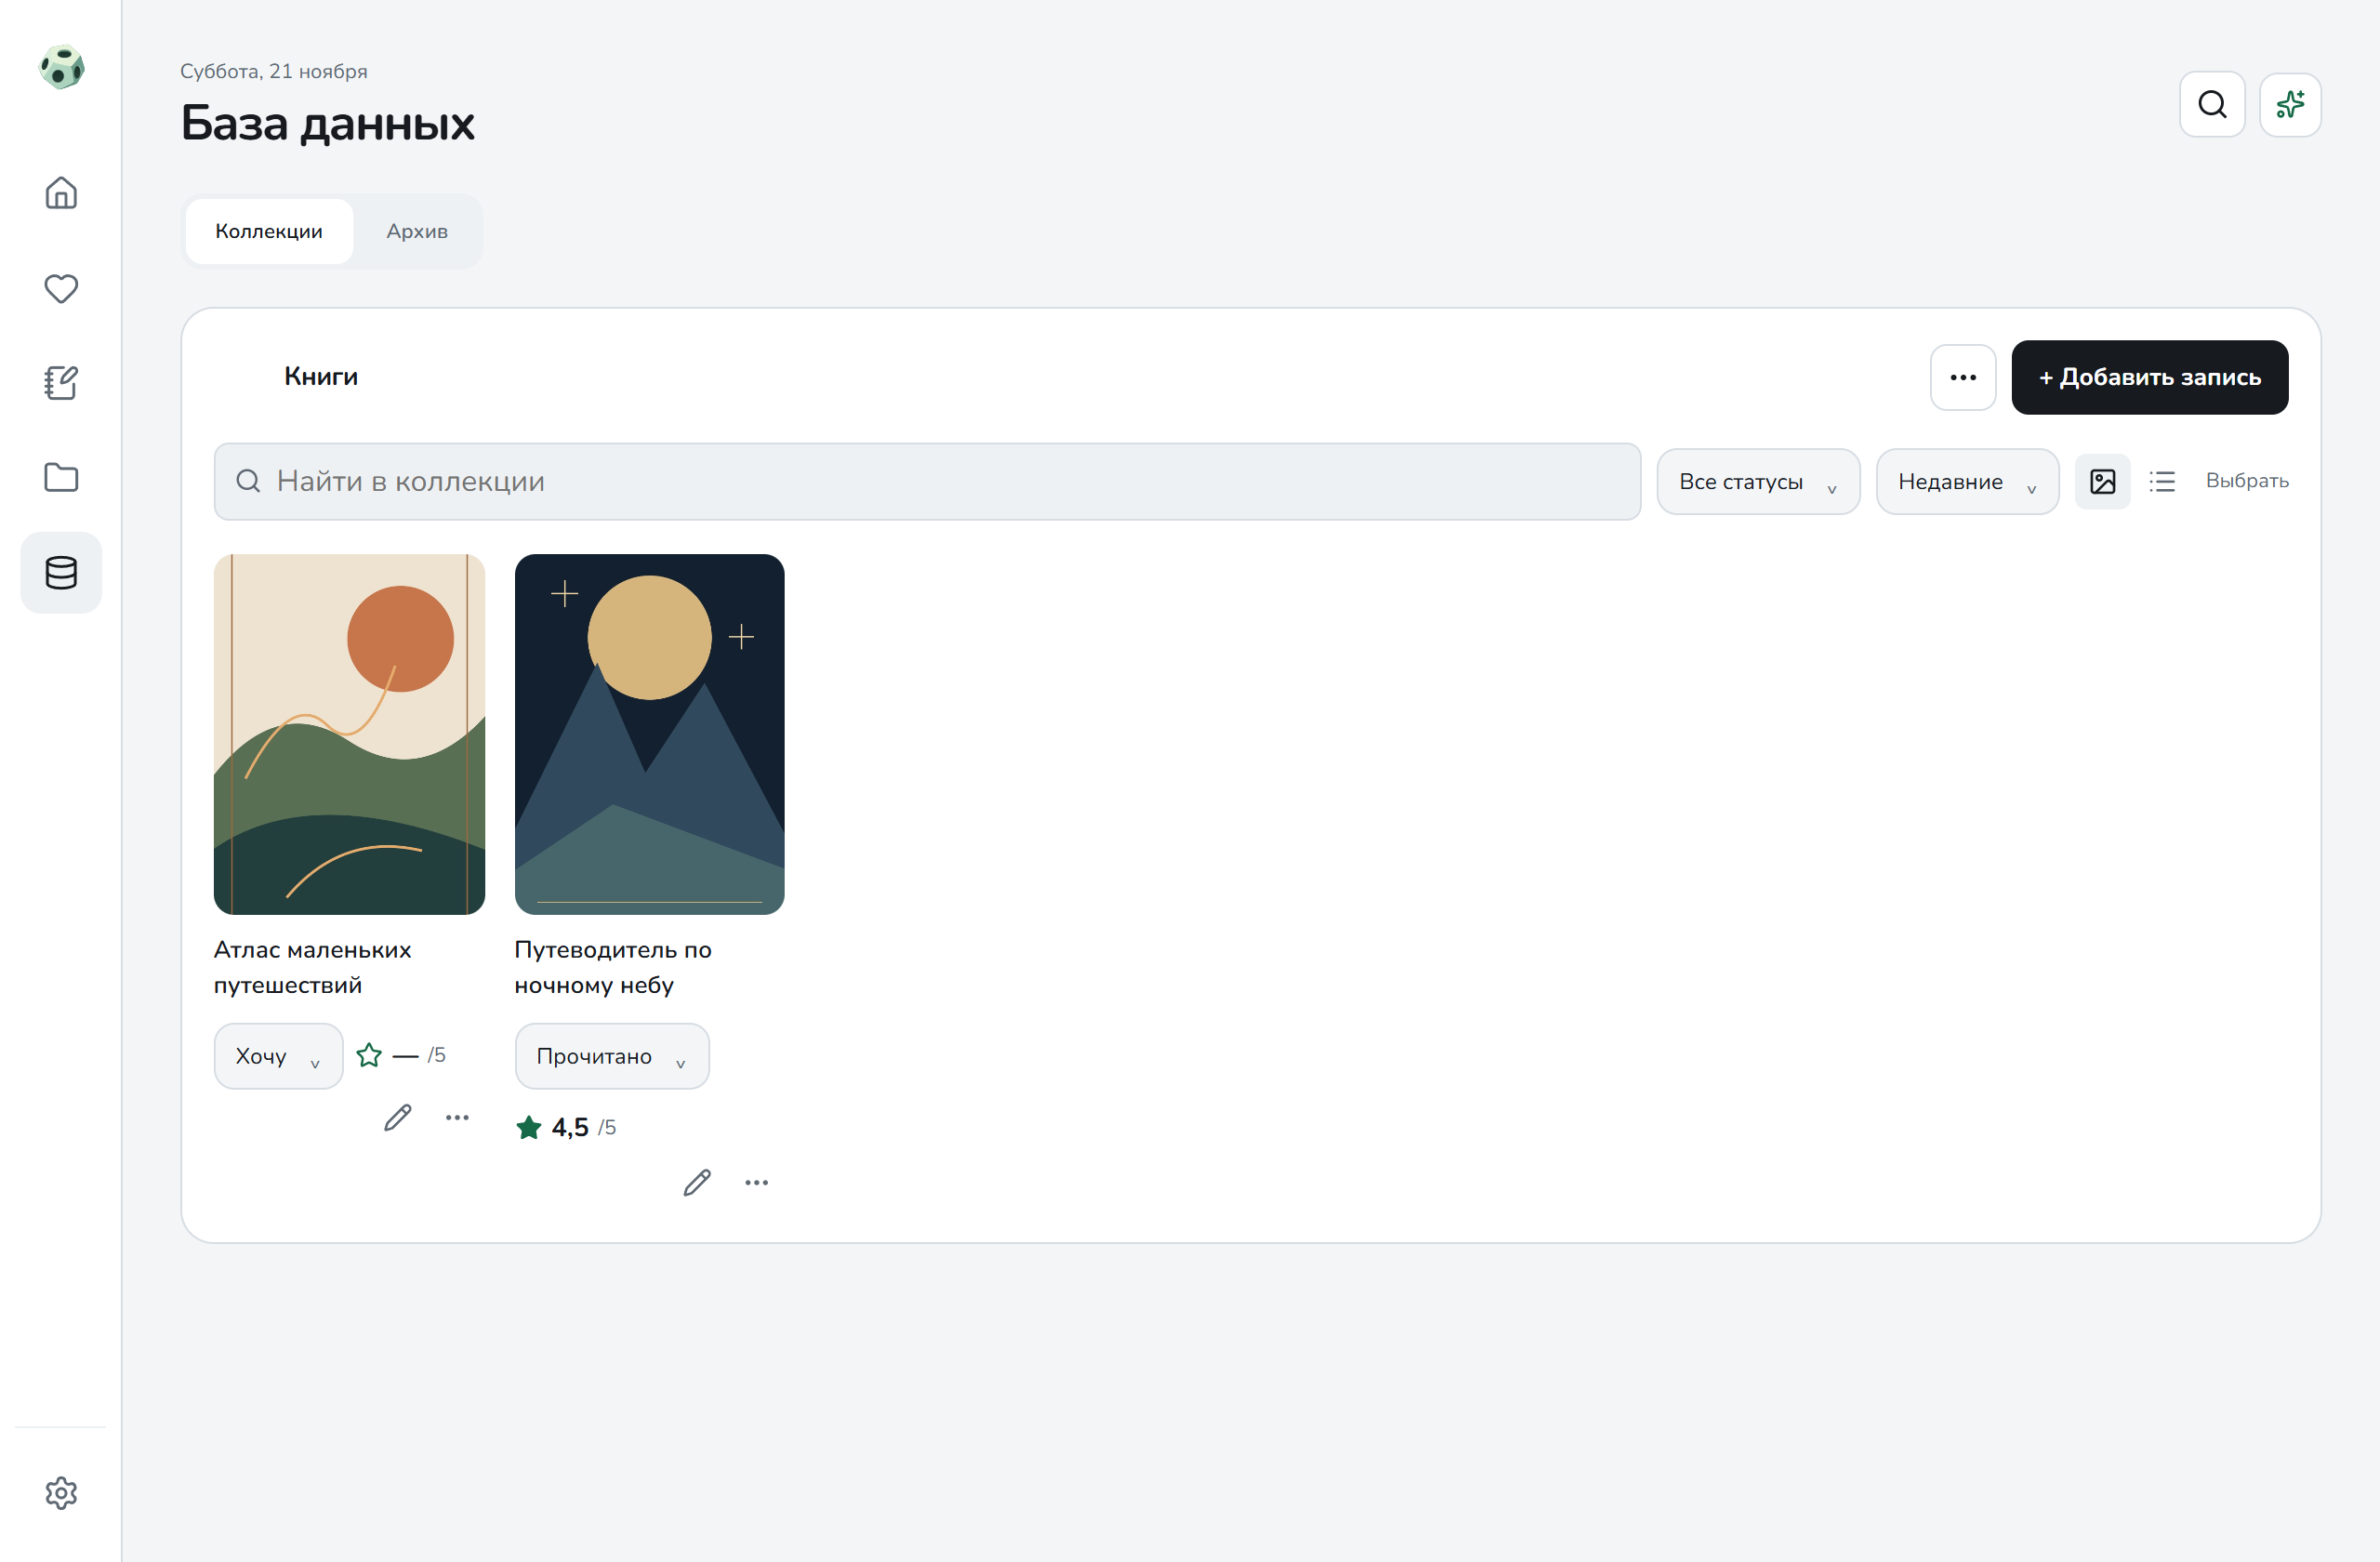 Суббота, 21 ноября
База данных
Коллекции Архив
Книги
+ Добавить запись
Найти в коллекции Все статусы Недавние Выбрать
Атлас маленьких
путешествий
Хочу — /5
Путеводитель по
ночному небу
Прочитано
4,5 /5